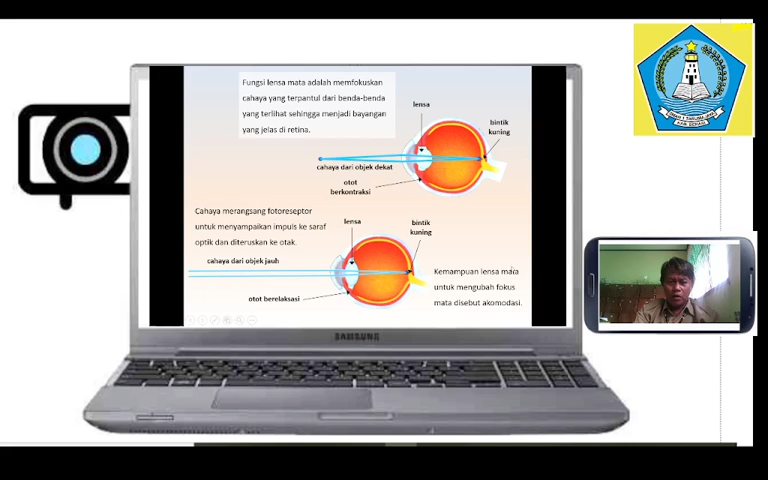 Fungsi lensa mata adalah memfokuskan
cahaya yang terpantul dari benda-benda
yang terlihat sehingga menjadi bayangan
yang jelas di retina.
lensa
bintik
kuning
cahaya dari objek dekat
otot
berkontraksi
Cahaya merangsang fotoreseptor
untuk menyampaikan impuls ke saraf
optik dan diteruskan ke otak.
lensa
bintik
kuning
cahaya dari objek jauh
otot berelaksasi
Kemampuan lensa mata
untuk mengubah fokus
mata disebut akomodasi.
SAMSUNG